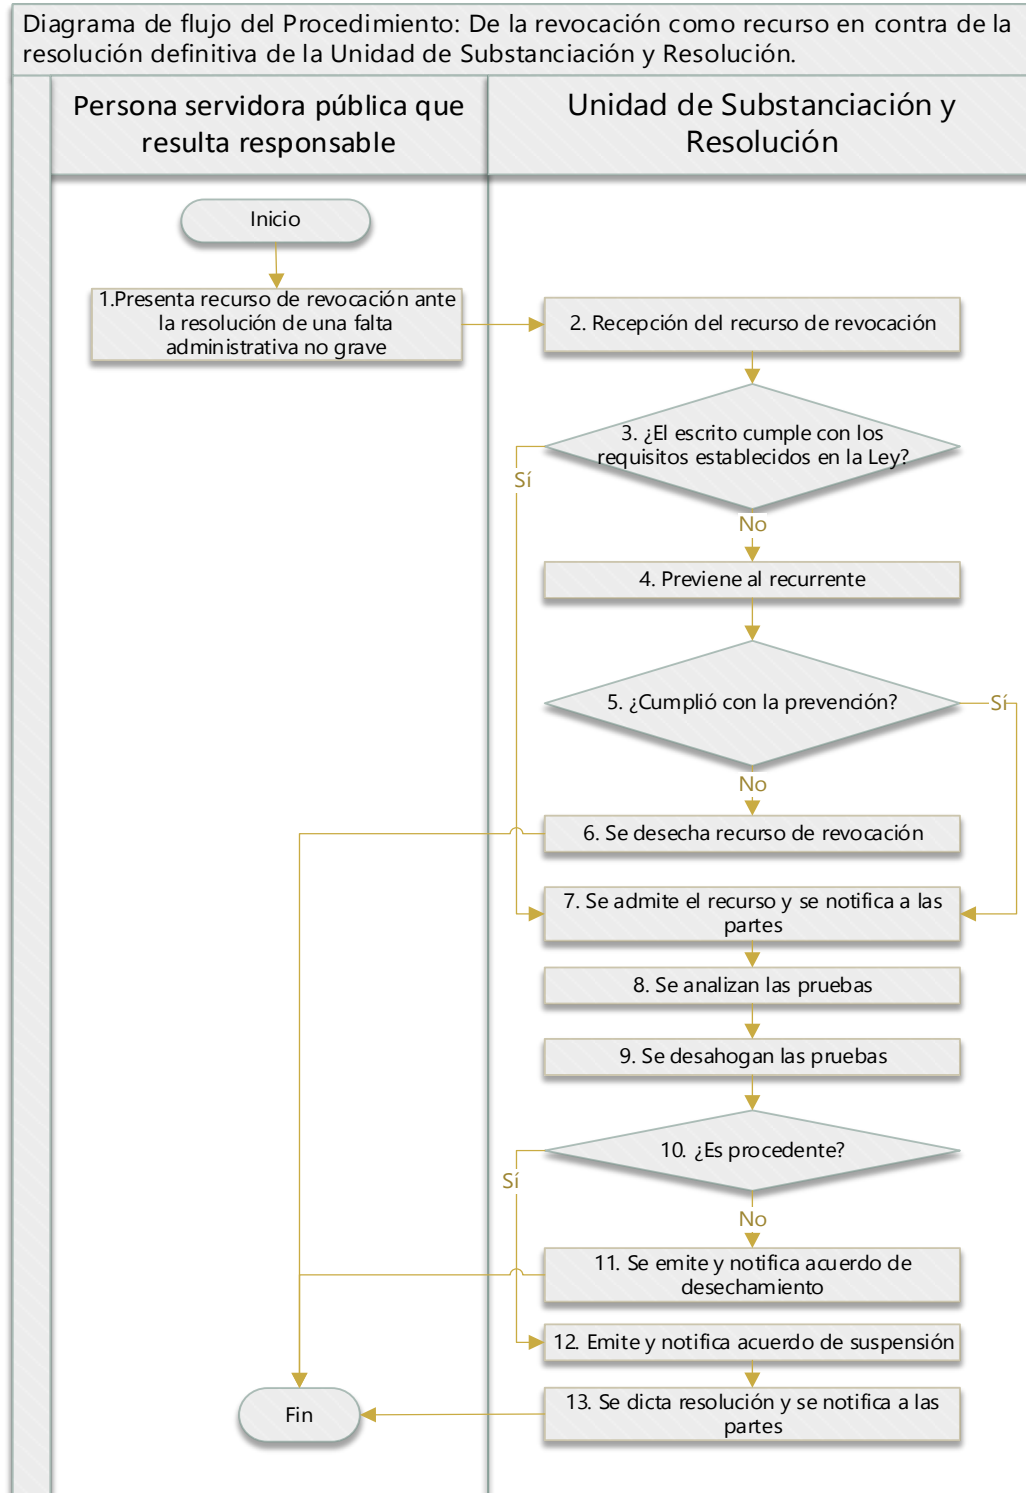 Diagrama de flujo del Procedimiento: De la revocación como recurso en contra de la
resolución definitiva de la Unidad de Substanciación y Resolución.
Persona servidora pública que
resulta responsable
Unidad de Substanciación y
Resolución
Inicio
1.Presenta recurso de revocación ante
la resolución de una falta
administrativa no grave
2. Recepción del recurso de revocación
3. ¿El escrito cumple con los
requisitos establecidos en la Ley?
Sí
No
4. Previene al recurrente
5. ¿Cumplió con la prevención?
Sí
No
6. Se desecha recurso de revocación
7. Se admite el recurso y se notifica a las
partes
8. Se analizan las pruebas
9. Se desahogan las pruebas
10. ¿Es procedente?
Sí
No
11. Se emite y notifica acuerdo de
desechamiento
12. Emite y notifica acuerdo de suspensión
13. Se dicta resolución y se notifica a las
partes
Fin